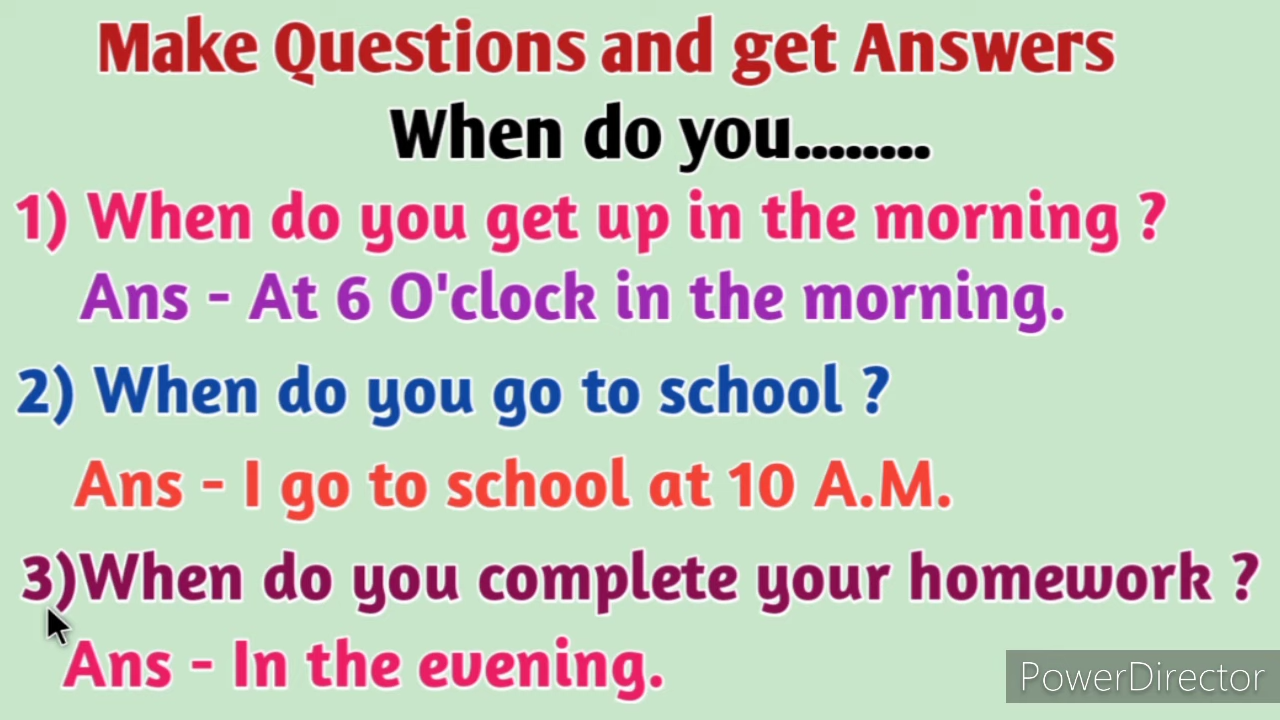 Make Questions and get Answers
When do you........
1) When do you get up in the morning ?
Ans - At 6 O'clock in the morning.
2) When do you go to school ?
Ans - I go to school at 10 A.M.
3)When do you complete your homework ?
Ans - In the evening.
PowerDirector